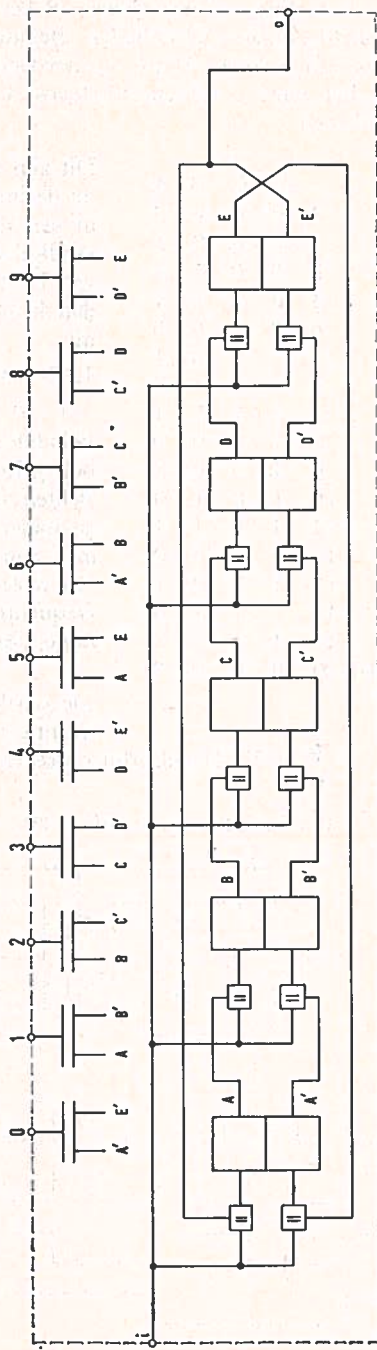 0 1 2 3 4 5 6 7 8 9
A' E' A B' B C' C D' D E' A E A' B B' C C' D D' E
i
o
A B C D E
A' B' C' D' E'